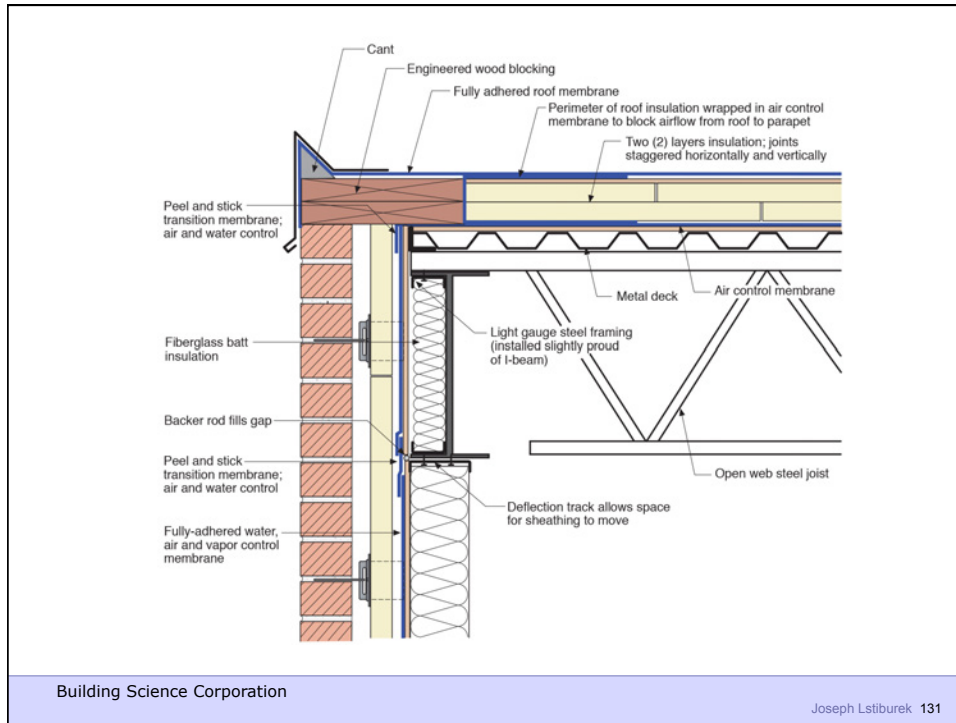 Cant
Engineered wood blocking
Fully adhered roof membrane
Perimeter of roof insulation wrapped in air control
membrane to block airflow from roof to parapet
Two (2) layers insulation; joints
staggered horizontally and vertically
Peel and stick
transition membrane;
air and water control
Metal deck
Air control membrane
Fiberglass batt
insulation
Light gauge steel framing
(installed slightly proud
of I-beam)
Backer rod fills gap
Peel and stick
transition membrane;
air and water control
Open web steel joist
Deflection track allows space
for sheathing to move
Fully-adhered water,
air and vapor control
membrane
Building Science Corporation
Joseph Lstiburek 131